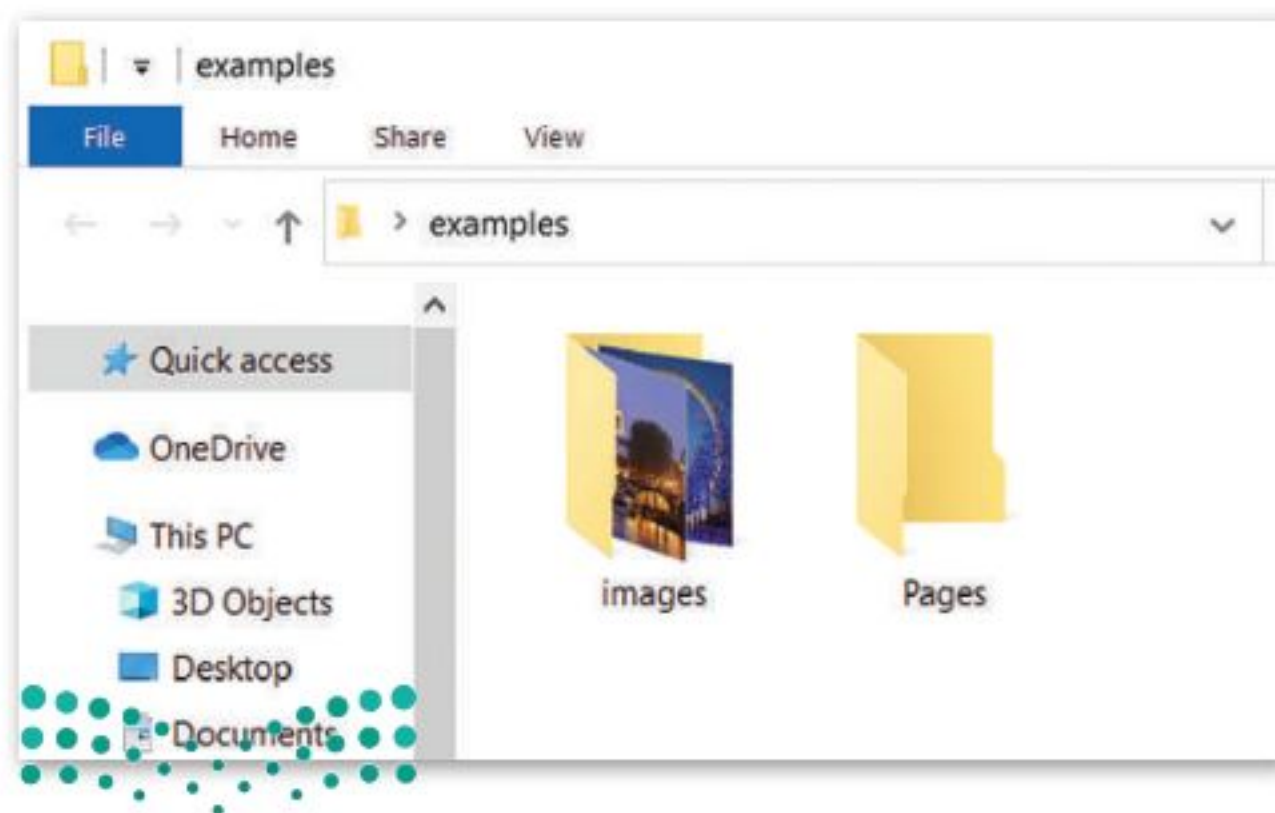 examples
File Home Share View
examples
Quick access
OneDrive
This PC
3D Objects
Desktop
Documents
images
Pages